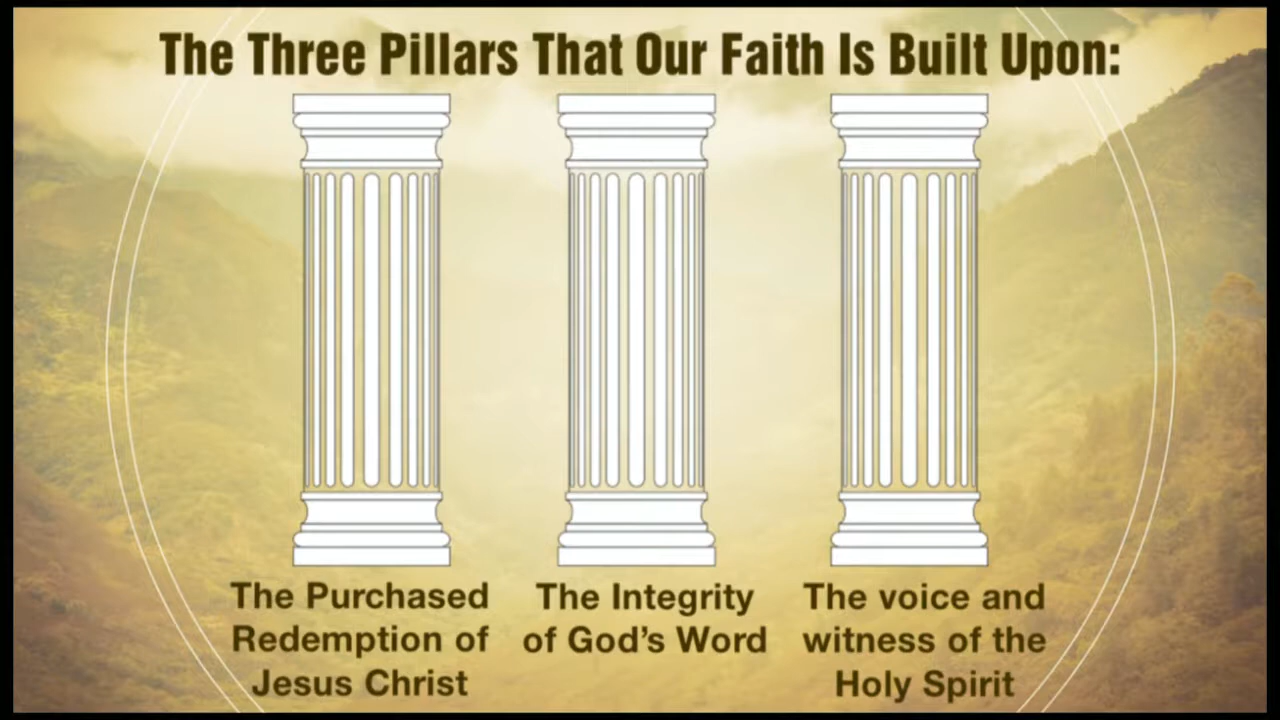 The Three Pillars That Our Faith Is Built Upon:
The Purchased
Redemption of
Jesus Christ
The Integrity
of God's Word
The voice and
witness of the
Holy Spirit